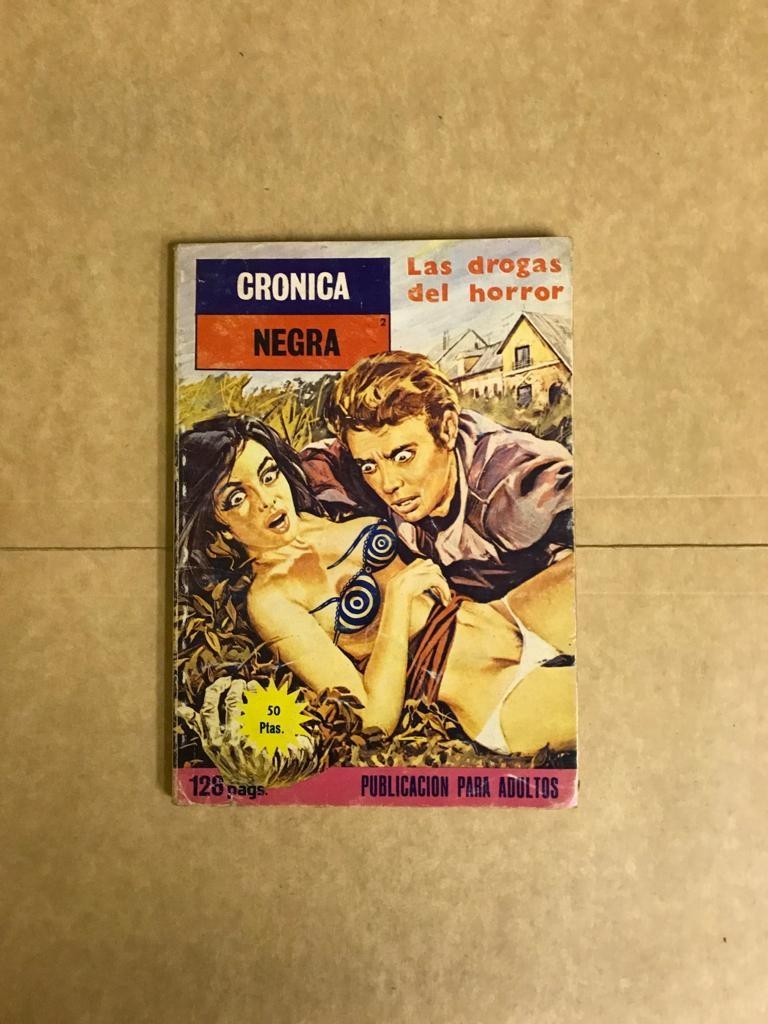 CRONICA
NEGRA
2
Las drogas
del horror
50
Ptas.
128 pags.
PUBLICACION PARA ADULTOS